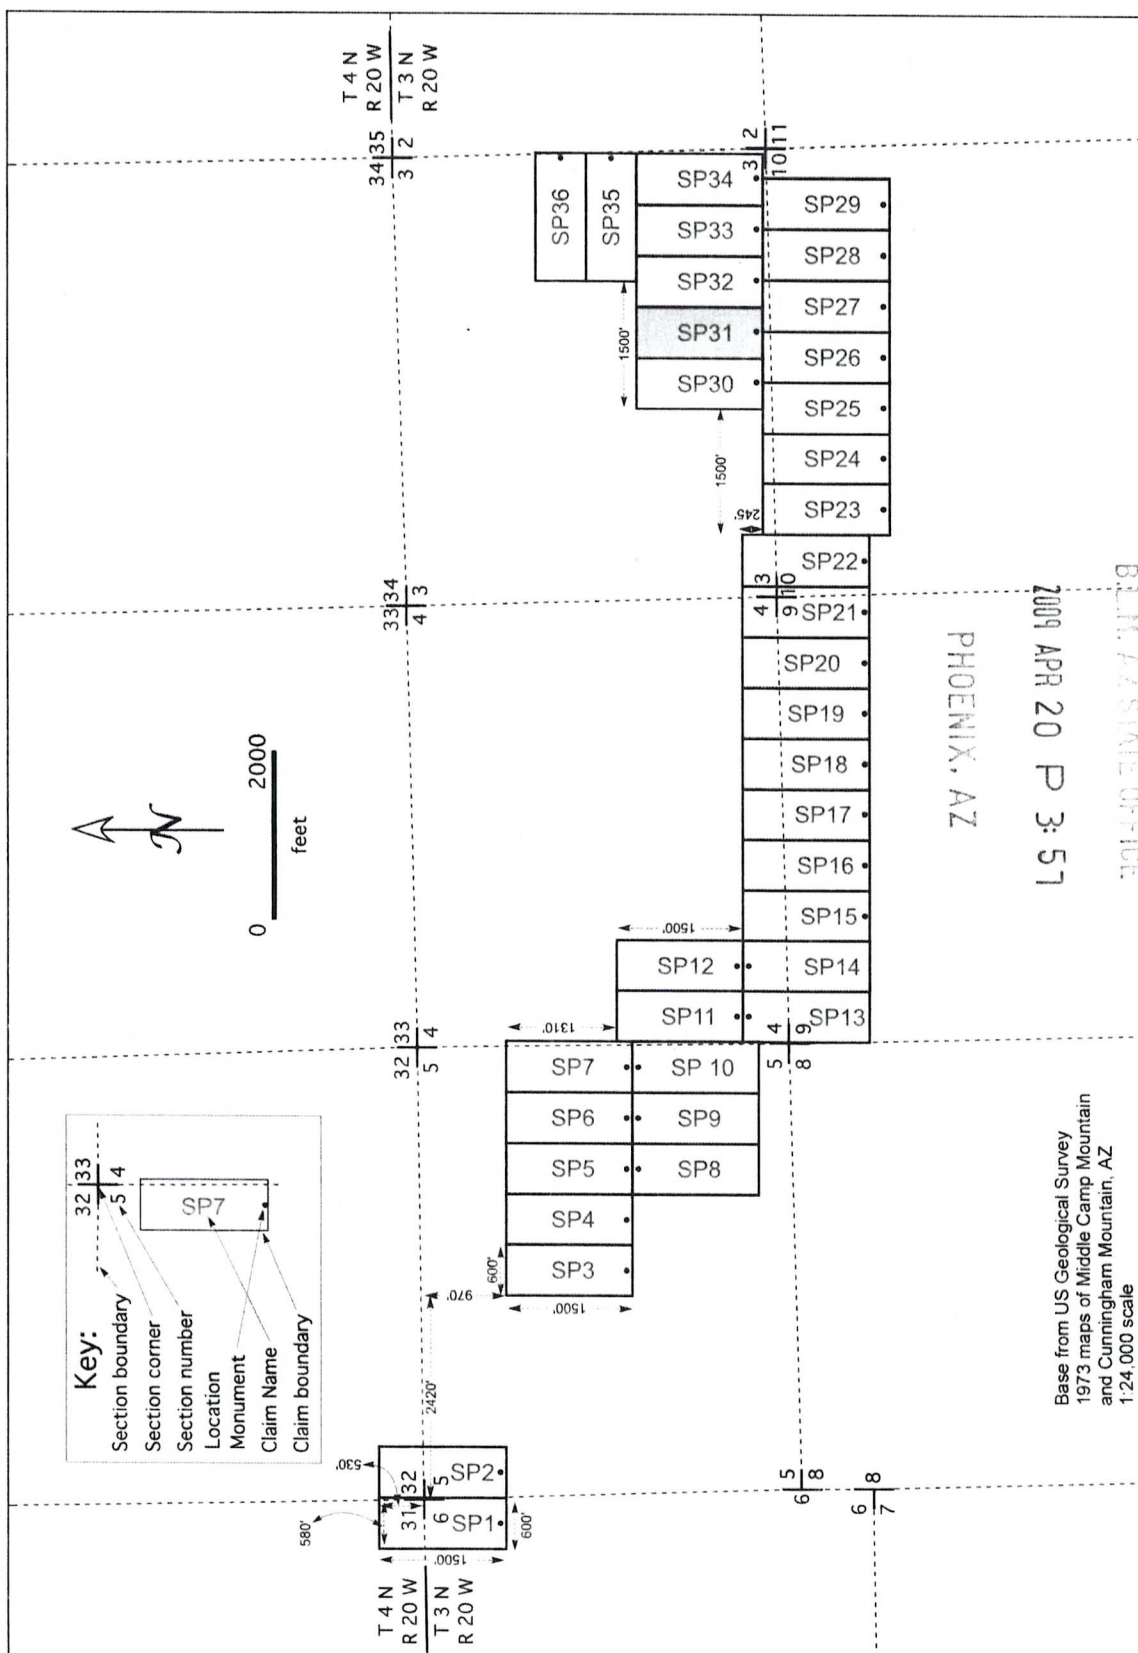 T 4 N
R 20 W
T 3 N
R 20 W
34 35
3 2
33 34
4 3
32 33
5 4
31 32
6 5
T 4 N
R 20 W
T 3 N
R 20 W
N
0 2000
feet
Key:
Section boundary
Section corner
Section number
Location
Monument
Claim Name
Claim boundary
32 33
5 4
SP7
SP1
SP2
580'
530'
1500'
600'
2420'
970'
1500'
600'
SP3
SP4
SP5
SP6
SP7
SP8
SP9
SP 10
1310'
SP11
SP12
1500'
SP13
SP14
SP15
SP16
SP17
SP18
SP19
SP20
SP21
SP22
245'
1500'
1500'
SP23
SP24
SP25
SP26
SP27
SP28
SP29
SP30
SP31
SP32
SP33
SP34
SP35
SP36
3 2
10 11
4 3
9 10
5 4
8 9
5
6 8
6 8
7
B.L.M. AZ STATE OFFICE
2009 APR 20 P 3:51
PHOENIX, AZ
Base from US Geological Survey
1973 maps of Middle Camp Mountain
and Cunningham Mountain, AZ
1:24,000 scale